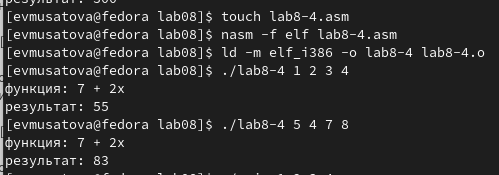 результат: 300
[evmusatova@fedora lab08]$ touch lab8-4.asm
[evmusatova@fedora lab08]$ nasm -f elf lab8-4.asm
[evmusatova@fedora lab08]$ ld -m elf_i386 -o lab8-4 lab8-4.o
[evmusatova@fedora lab08]$ ./lab8-4 1 2 3 4
функция: 7 + 2x
результат: 55
[evmusatova@fedora lab08]$ ./lab8-4 5 4 7 8
функция: 7 + 2x
результат: 83